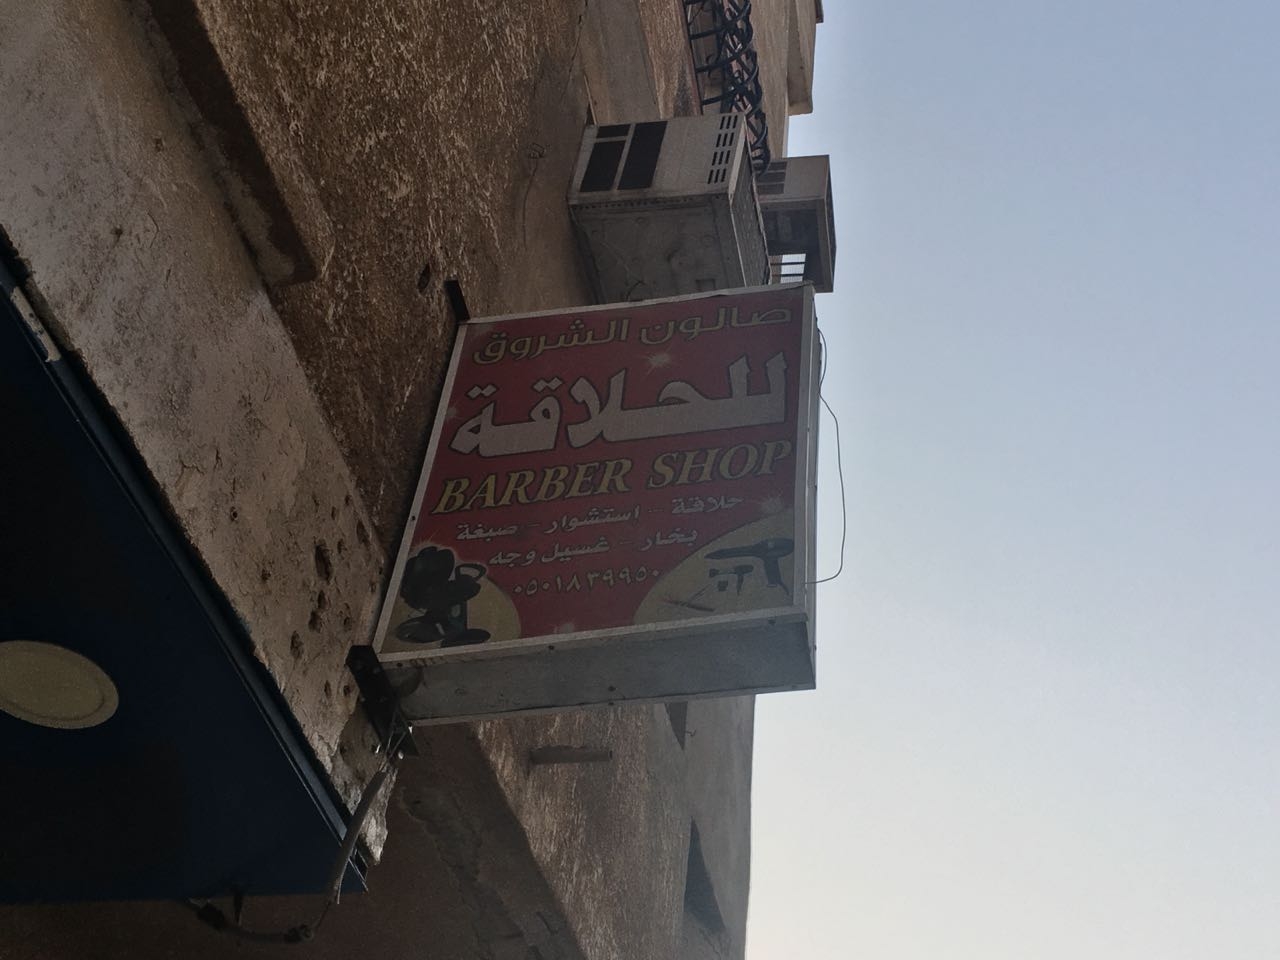 صالون الشروق
للحلاقة
BARBER SHOP
حلاقة - استشوار - صبغة
بخار - غسيل وجه
٠٥٠١٨٣٩٩٥٠